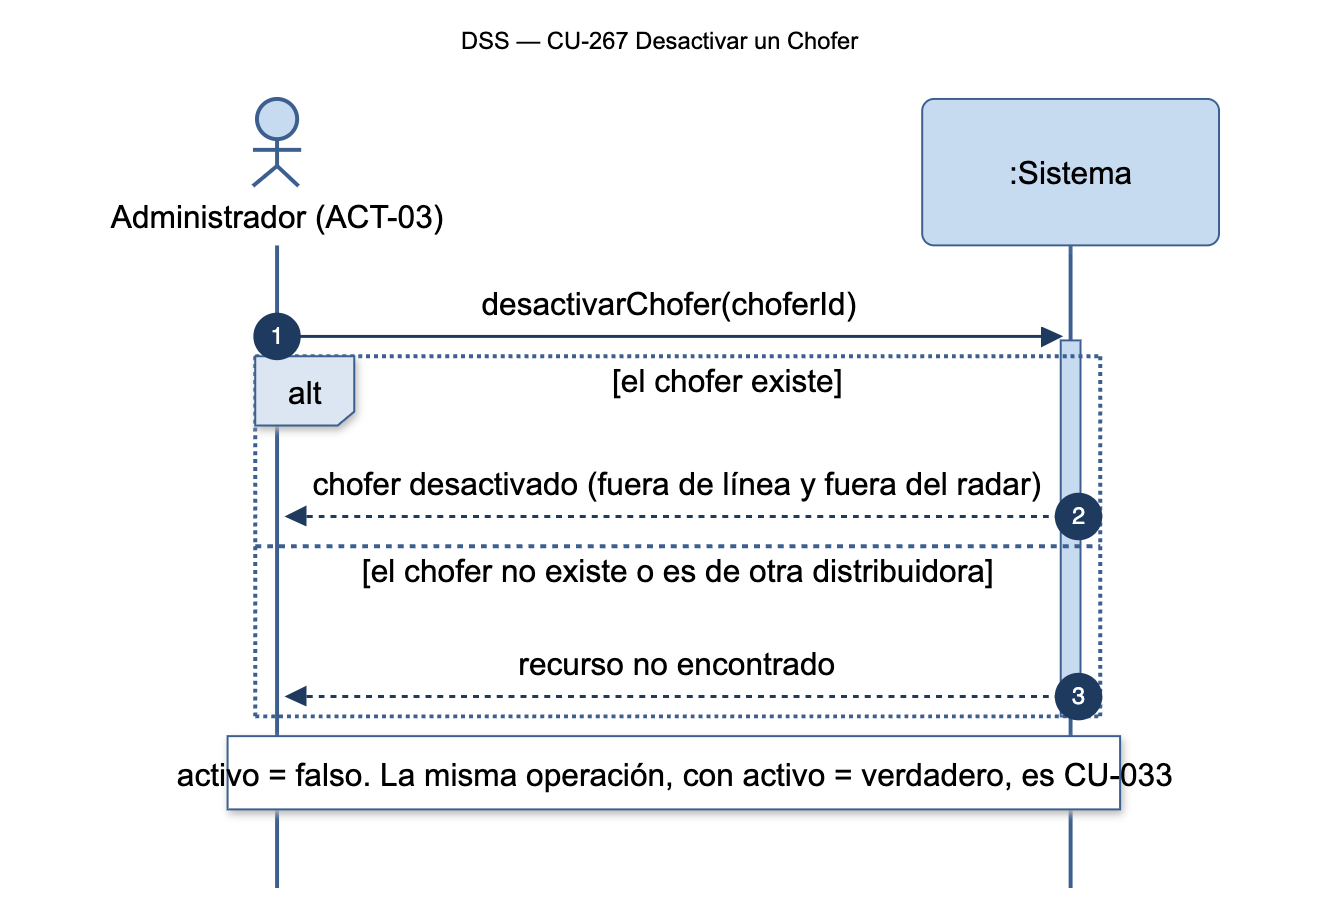 DSS — CU-267 Desactivar un Chofer
:Sistema
Administrador (ACT-03)
desactivarChofer(choferId)
1
alt
[el chofer existe]
chofer desactivado (fuera de línea y fuera del radar)
2
[el chofer no existe o es de otra distribuidora]
recurso no encontrado
3
activo = falso. La misma operación, con activo = verdadero, es CU-033